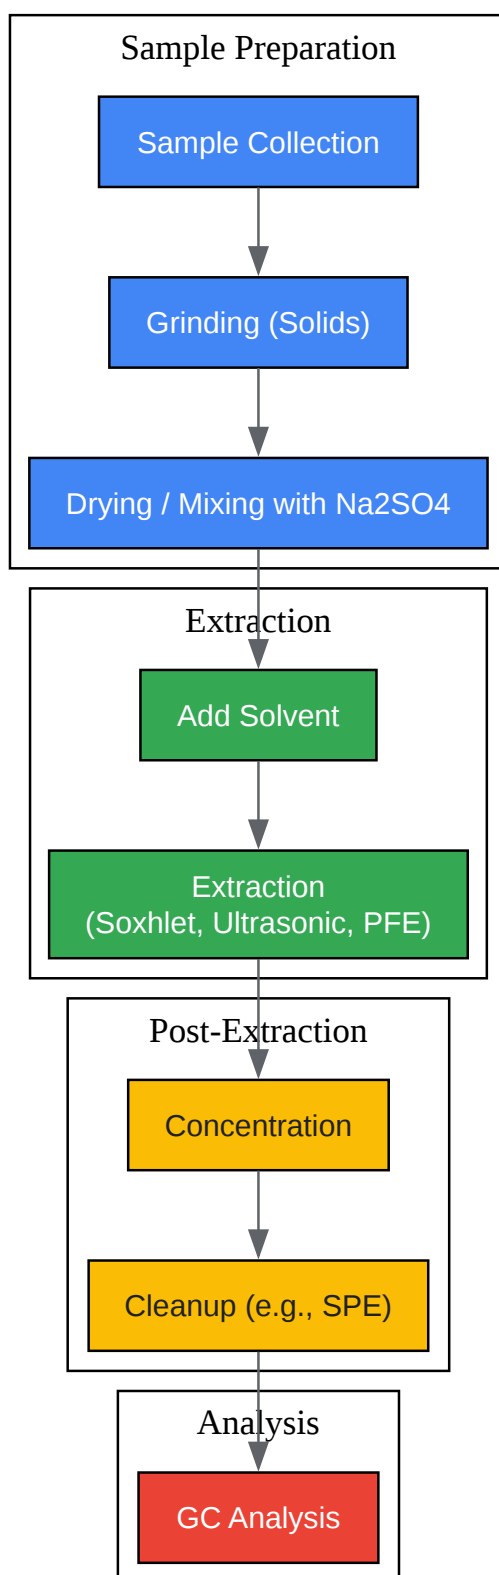 Sample Preparation
Sample Collection
Grinding (Solids)
Drying / Mixing with Na2SO4
Extraction
Add Solvent
Extraction
(Soxhlet, Ultrasonic, PFE)
Post-Extraction
Concentration
Cleanup (e.g., SPE)
Analysis
GC Analysis